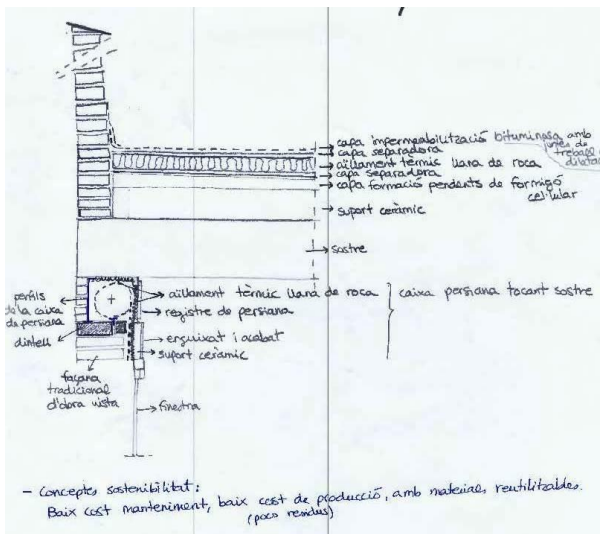 capa impermeabilització bituminosa amb
juntes de
treball
capa separadora
aïllament tèrmic llana de roca
capa separadora
capa formació pendents de formigó
cel·lular
suport ceràmic
sostre
perfils
de la caixa
de persiana
dintell
façana
tradicional
d'obra vista
aïllament tèrmic llana de roca
registre de persiana
enguixat i acabat
suport ceràmic
finestra
caixa persiana tocant sostre
- Conceptes sostenibilitat:
Baix cost manteniment, baix cost de producció, amb materials reutilitzables.
(pocs residus)